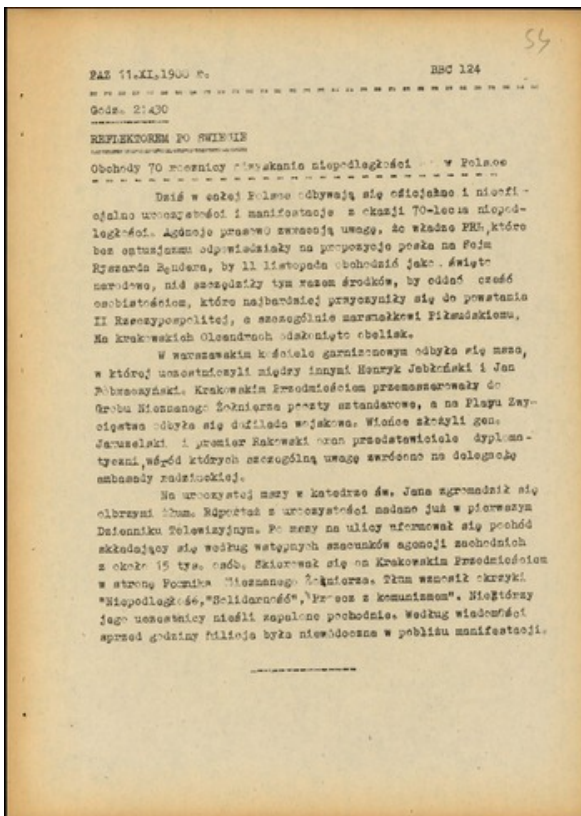 54
PAŻ 11.XI.1988 r. BBC 124
Godz. 21430
REFLEKTOREM PO ŚWIECIE
Obchody 70 rocznicy odzyskania niepodległości w Polsce
Dziś w całej Polsce odbywają się oficjalne i nieofi-
cjalne uroczystości i manifestacje z okazji 70-lecia niepod-
ległości. Agencje prasowe zwracają uwagę, że władze PRL, które
bez entuzjazmu odpowiedziały na propozycje posła na Sejm
Ryszarda Bendera, by 11 listopada obchodzić jako święto
narodowe, nie szczędziły tym razem środków, by oddać cześć
osobistościom, które najbardziej przyczyniły się do powstania
II Rzeczypospolitej, a szczególnie marszałkowi Piłsudskiemu.
Na krakowskich Oleandrach odsłonięto obelisk.
W warszawskim kościele garnizonowym odbyła się msza,
w której uczestniczyli między innymi Henryk Jabłoński i Jan
Dobraczyński. Krakowskim Przedmieściem przemaszerowały do
Grobu Nieznanego Żołnierza poczty sztandarowe, a na Placu Zwy-
cięstwa odbyła się defilada wojskowa. Wieńce złożyli gen.
Jaruzelski i premier Rakowski oraz przedstawiciele dyploma-
tyczni, wśród których szczególną uwagę zwrócono na delegację
ambasady radzieckiej.
Na uroczystej mszy w katedrze św. Jana zgromadził się
olbrzymi tłum. Rdportaż z uroczystości nadano już w pierwszym
Dzienniku Telewizyjnym. Po mszy na ulicy uformował się pochód
składający się według wstępnych szacunków agencji zachodnich
z około 15 tys. osób. Skierował się on Krakowskim Przedmieściem
w stronę Pomnika Nieznanego Żołnierza. Tłum wznosił okrzyki
"Niepodległość,"Solidarność","Precz z komunizmem". Niektórzy
jego uczestnicy nieśli zapalone pochodnie. Według wiadomości
sprzed godziny milicja była niewidoczna w pobliżu manifestacji.